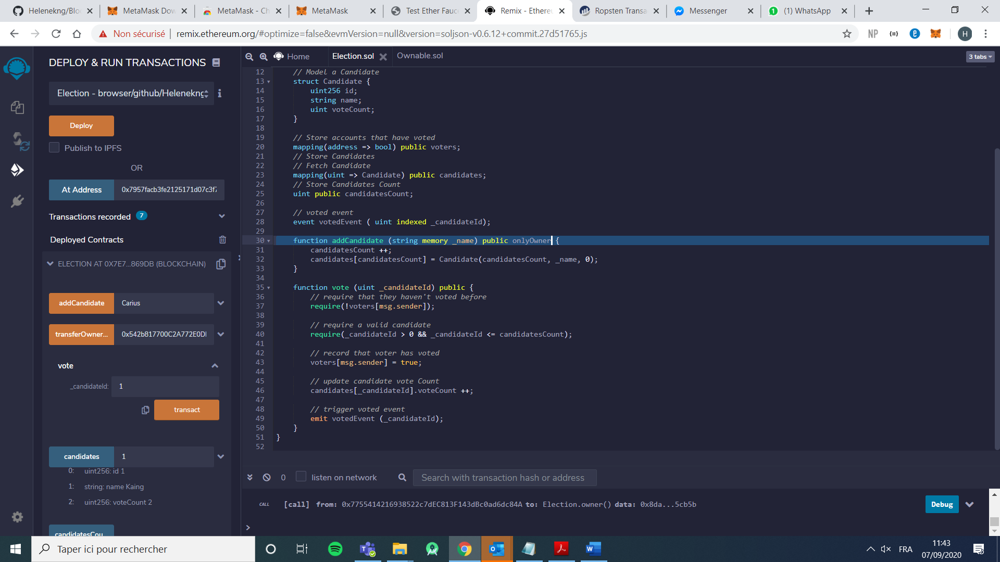 Helenekng/Blo
MetaMask Dow
MetaMask - Ch
MetaMask
Test Ether Fauce
Remix - Ethere
Ropsten Transa
Messenger
(1) WhatsApp
Non sécurisé
remix.ethereum.org/#optimize=false&evmVersion=null&version=soljson-v0.6.12+commit.27d51765.js
NP
H
DEPLOY & RUN TRANSACTIONS
Election - browser/github/Helenekng
Deploy
Publish to IPFS
OR
At Address
0x7957facb3fe2125171d07c3f7
Transactions recorded 7
Deployed Contracts
ELECTION AT 0X7E7...869DB (BLOCKCHAIN)
addCandidate Carius
transferOwner... 0x542b817700C2A772E0D
vote
_candidateId: 1
transact
candidates 1
0: uint256: id 1
1: string: name Kaing
2: uint256: voteCount 2
candidatesCou
Home
Election.sol
Ownable.sol
3 tabs
12 // Model a Candidate
13 struct Candidate {
14 uint256 id;
15 string name;
16 uint voteCount;
17 }
18
19 // Store accounts that have voted
20 mapping(address => bool) public voters;
21 // Store Candidates
22 // Fetch Candidate
23 mapping(uint => Candidate) public candidates;
24 // Store Candidates Count
25 uint public candidatesCount;
26
27 // voted event
28 event votedEvent ( uint indexed _candidateId);
29
30 function addCandidate (string memory _name) public onlyOwner {
31 candidatesCount ++;
32 candidates[candidatesCount] = Candidate(candidatesCount, _name, 0);
33 }
34
35 function vote (uint _candidateId) public {
36 // require that they haven't voted before
37 require(!voters[msg.sender]);
38
39 // require a valid candidate
40 require(_candidateId > 0 && _candidateId <= candidatesCount);
41
42 // record that voter has voted
43 voters[msg.sender] = true;
44
45 // update candidate vote Count
46 candidates[_candidateId].voteCount ++;
47
48 // trigger voted event
49 emit votedEvent (_candidateId);
50 }
51 }
52
0
listen on network
Search with transaction hash or address
CALL [call] from: 0x7755414216938522c7dEC813F143dBc0ad6dc84A to: Election.owner() data: 0x8da...5cb5b
Debug
>
Taper ici pour rechercher
FRA
11:43
07/09/2020